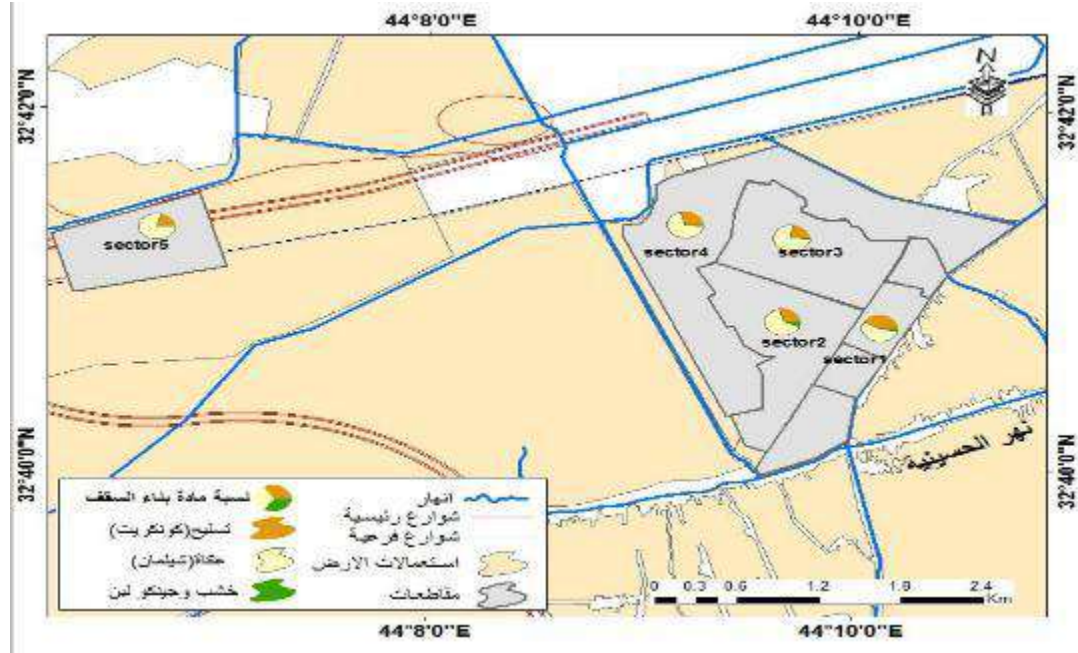 44°8'0"E 44°10'0"E
32°42'0"N 32°42'0"N
N
sector5
sector4
sector3
sector2
sector1
نهر الحسينيه
32°40'0"N 32°40'0"N
انهار
شوارع رئيسية
شوارع فرعية
استعمالات الارض
مقاطعات
نسبة مادة بناء السقف
تسليح(كونكريت)
عكادة(شيلمان)
خشب وجينكو لبن
0 0.3 0.6 1.2 1.8 2.4
Km
44°8'0"E 44°10'0"E